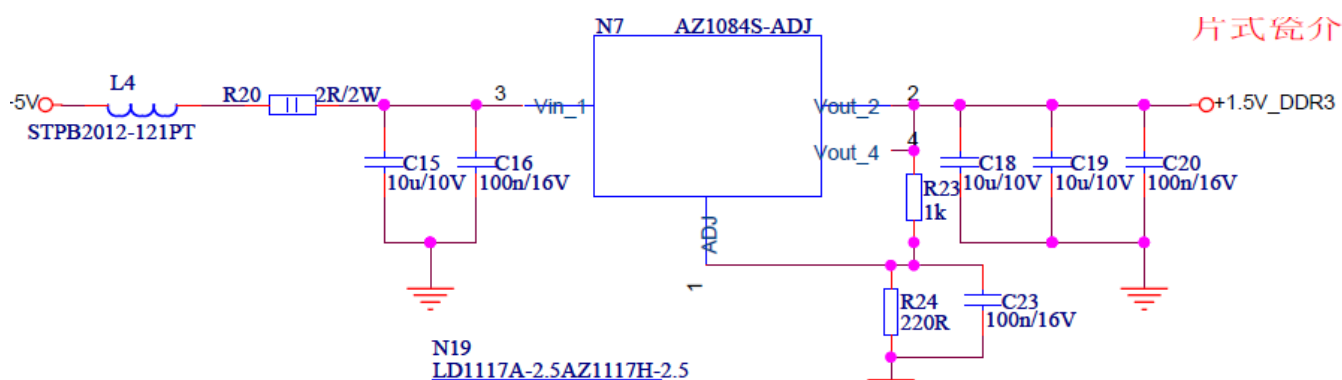 N7 AZ1084S-ADJ
片式瓷介
L4
-5V
R20 2R/2W
3
Vin_1
Vout_2
2
+1.5V_DDR3
STPB2012-121PT
4
Vout_4
C15
10u/10V
C16
100n/16V
R23
1k
C18
10u/10V
C19
10u/10V
C20
100n/16V
ADJ
1
R24
220R
C23
100n/16V
N19
LD1117A-2.5AZ1117H-2.5